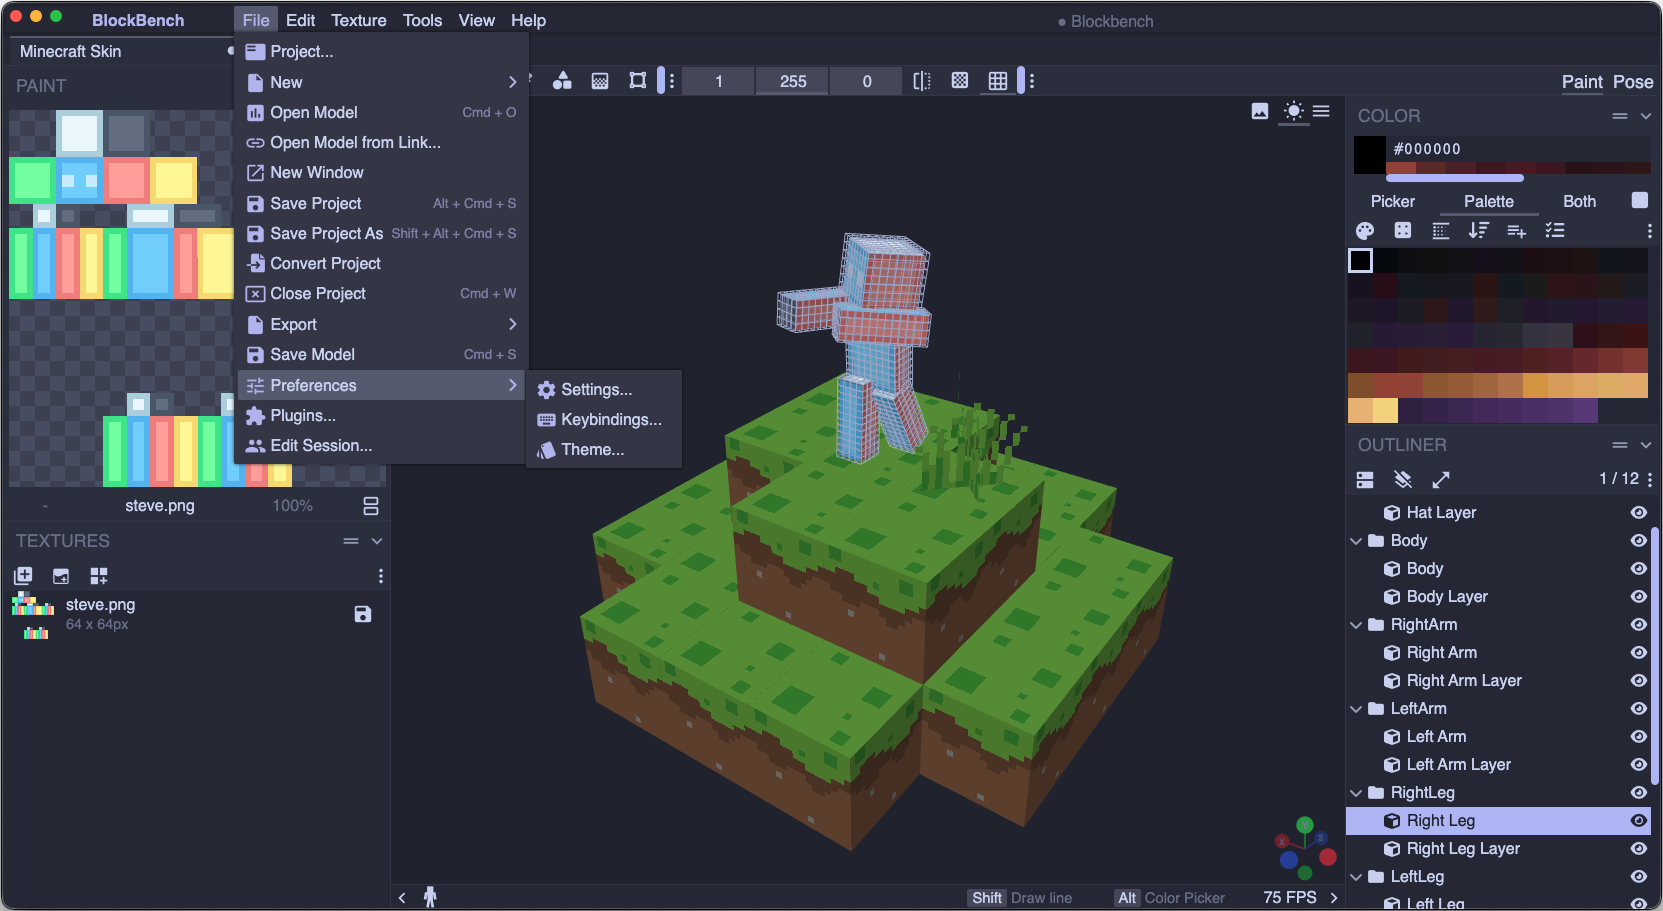 BlockBench
File Edit Texture Tools View Help
Blockbench
Minecraft Skin
Project...
New
Open Model Cmd + O
Open Model from Link...
New Window
Save Project Alt + Cmd + S
Save Project As Shift + Alt + Cmd + S
Convert Project
Close Project Cmd + W
Export
Save Model Cmd + S
Preferences
Plugins...
Edit Session...
Settings...
Keybindings...
Theme...
1 255 0
Paint Pose
PAINT
- steve.png 100%
TEXTURES
steve.png
64 x 64px
COLOR
#000000
Picker Palette Both
OUTLINER
1 / 12
Hat Layer
Body
Body
Body Layer
RightArm
Right Arm
Right Arm Layer
LeftArm
Left Arm
Left Arm Layer
RightLeg
Right Leg
Right Leg Layer
LeftLeg
Left Leg
X Y Z
Shift Draw line Alt Color Picker 75 FPS